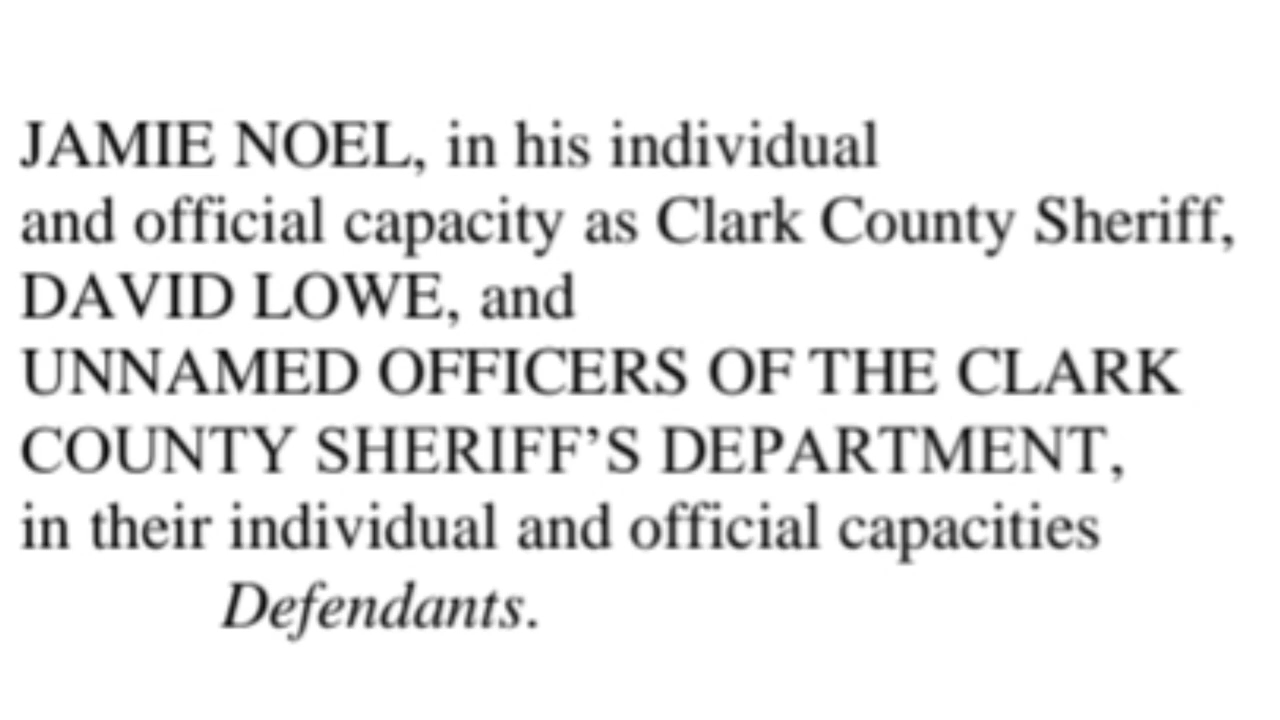 JAMIE NOEL, in his individual
and official capacity as Clark County Sheriff,
DAVID LOWE, and
UNNAMED OFFICERS OF THE CLARK
COUNTY SHERIFF’S DEPARTMENT,
in their individual and official capacities
Defendants.